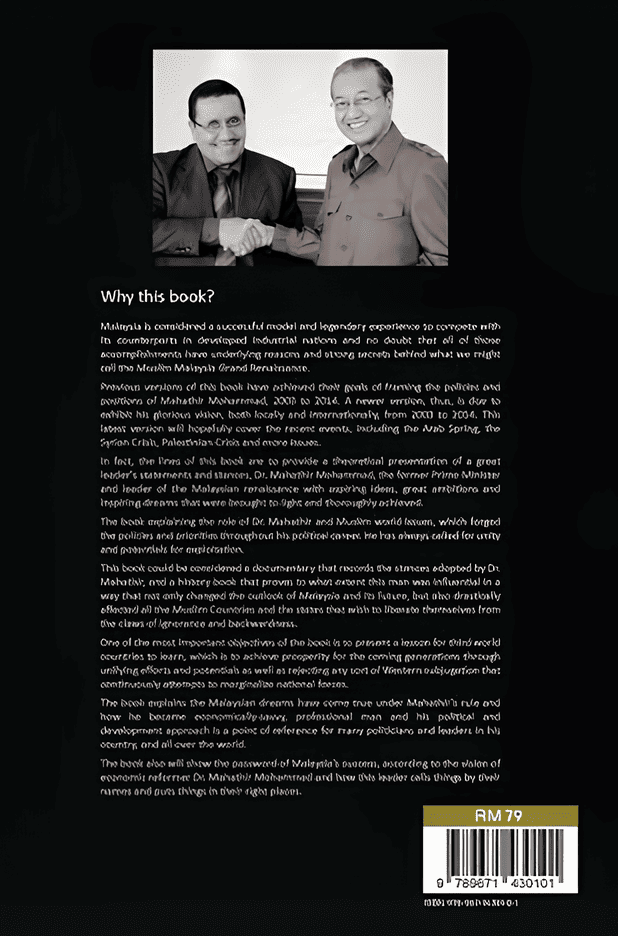 Why this book?
Malaysia is considered a successful model and legendary experience to compete with
its counterparts in developed industrial nations and no doubt that all of those
accomplishments have underlying reasons and strong secrets behind what we might
call the Muslim Malaysia Grand Renaissance.
Previous versions of this book have achieved their goals of framing the policies and
positions of Mahathir Mohammad, 2003 to 2014. A newer version, thus, is due to
exhibit his glorious vision, both locally and internationally, from 2003 to 2014. This
latest version will hopefully cover the recent events, including the Arab Spring, the
Syrian Crisis, Palestinian Crisis and more issues.
In fact, the lines of this book are to provide a theoretical presentation of a great
leader's statements and stances, Dr. Mahathir Mohammad, the former Prime Minister
and leader of the Malaysian renaissance with inspiring ideas, great ambitions and
inspiring dreams that were brought to light and thoroughly achieved.
The book explaining the role of Dr. Mahathir and Muslim world issues, which forged
the policies and priorities throughout his political career. He has always called for unity
and potentials for exploitation.
This book could be considered a documentary that records the stances adopted by Dr.
Mahathir, and a history book that proves to what extent this man was influential in a
way that not only changed the outlook of Malaysia and its future, but also drastically
affected all the Muslim Countries and the states that wish to liberate themselves from
the claws of ignorance and backwardness.
One of the most important objectives of the book is to present a lesson for third world
countries to learn, which is to achieve prosperity for the coming generations through
unifying efforts and potentials as well as rejecting any sort of Western subjugation that
continuously attempts to marginalize national forces.
The book explains the Malaysian dreams have come true under Mahathir's rule and
how he became economically-savvy, professional man and his political and
development approach is a point of reference for many politicians and leaders in his
country, and all over the world.
The book also will show the password of Malaysia's success, according to the vision of
economic reformer Dr. Mahathir Mohammad and how this leader calls things by their
names and puts things in their right places.
RM 79
9 789671 430101